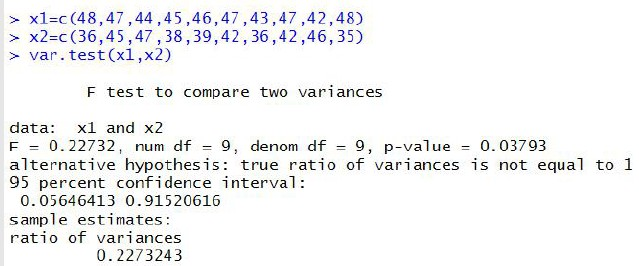 > x1=c(48,47,44,45,46,47,43,47,42,48)
> x2=c(36,45,47,38,39,42,36,42,46,35)
> var.test(x1,x2)
F test to compare two variances
data:  x1 and x2
F = 0.22732, num df = 9, denom df = 9, p-value = 0.03793
alternative hypothesis: true ratio of variances is not equal to 1
95 percent confidence interval:
0.05646413 0.91520616
sample estimates:
ratio of variances
0.2273243